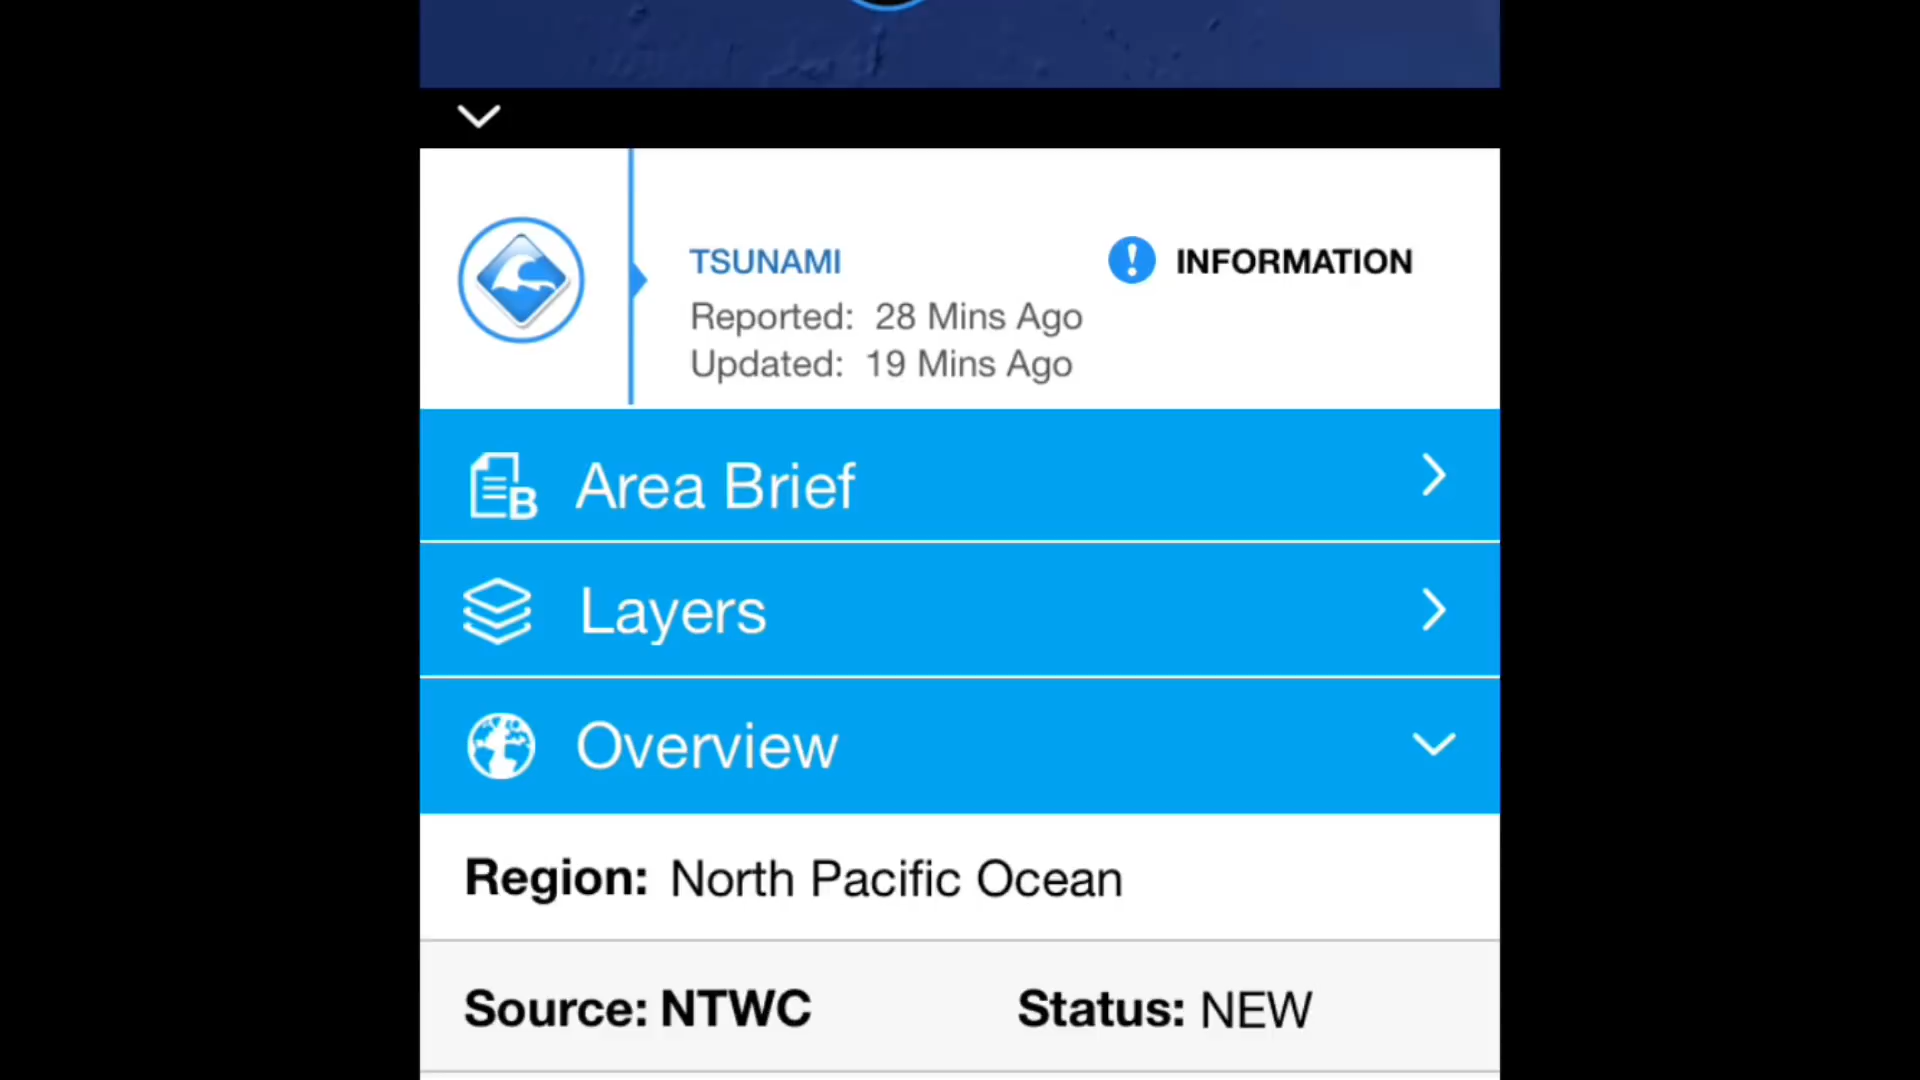 TSUNAMI
INFORMATION
Reported: 28 Mins Ago
Updated: 19 Mins Ago
B Area Brief
Layers
Overview
Region: North Pacific Ocean
Source: NTWC Status: NEW